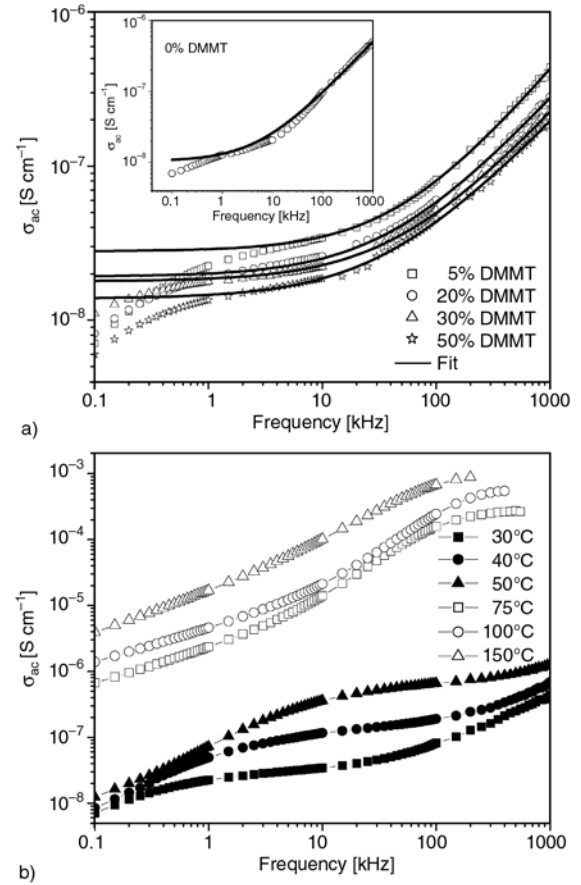 a)
10⁻⁵
10⁻⁶
10⁻⁷
10⁻⁸
σac [S cm⁻¹]
0.1 1 10 100 1000
Frequency [kHz]
0% DMMT
10⁻⁶
10⁻⁷
10⁻⁸
σac [S cm⁻¹]
0.1 1 10 100 1000
Frequency [kHz]
5% DMMT
20% DMMT
30% DMMT
50% DMMT
Fit
b)
10⁻³
10⁻⁴
10⁻⁵
10⁻⁶
10⁻⁷
10⁻⁸
σac [S cm⁻¹]
30°C
40°C
50°C
75°C
100°C
150°C
0.1 1 10 100 1000
Frequency [kHz]